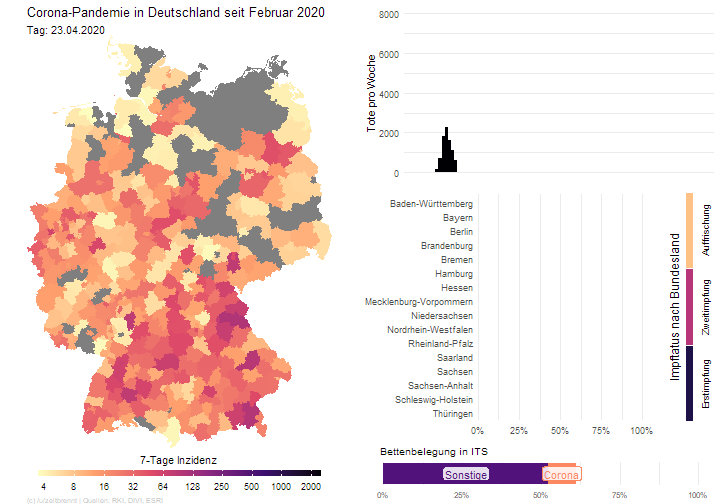 Corona-Pandemie in Deutschland seit Februar 2020
Tag: 23.04.2020
7-Tage Inzidenz
4 8 16 32 64 128 250 500 1000 2000
(c) /u/zeitbrennt | Quellen: RKI, DIVI, ESRI
Tote pro Woche
8000
6000
4000
2000
0
Baden-Württemberg
Bayern
Berlin
Brandenburg
Bremen
Hamburg
Hessen
Mecklenburg-Vorpommern
Niedersachsen
Nordrhein-Westfalen
Rheinland-Pfalz
Saarland
Sachsen
Sachsen-Anhalt
Schleswig-Holstein
Thüringen
0% 25% 50% 75% 100%
Impfstatus nach Bundesland
Auffrischung
Zweitimpfung
Erstimpfung
Bettenbelegung in ITS
Sonstige Corona
0% 25% 50% 75% 100%